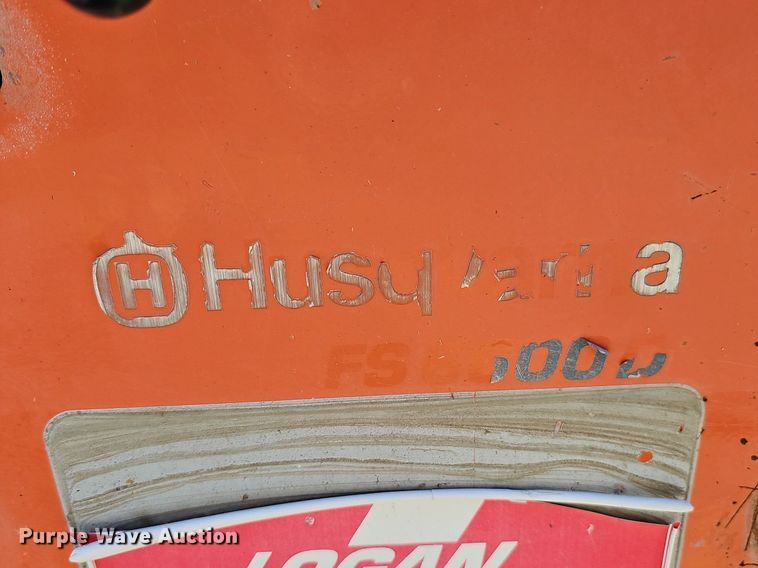 H Husqvarna
FS 6600 D
LOGAN
Purple Wave Auction